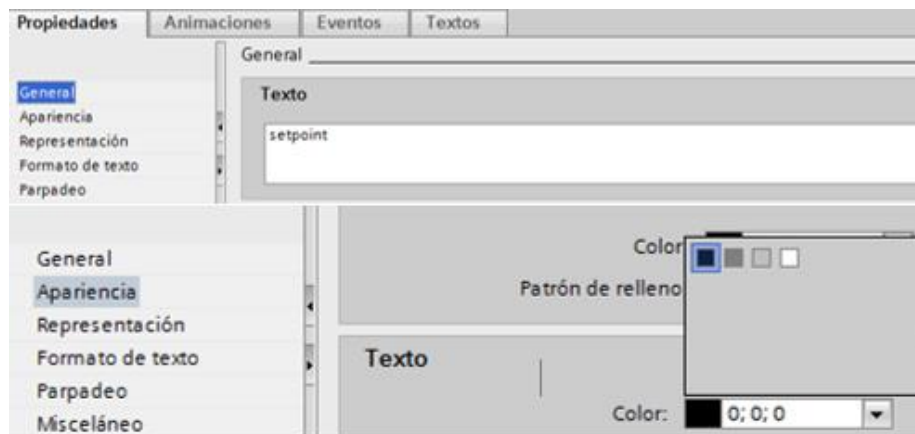 Propiedades Animaciones Eventos Textos
General
General
Texto
Apariencia
setpoint
Representación
Formato de texto
Parpadeo
General
Color
Apariencia
Patrón de relleno
Representación
Formato de texto
Texto
Parpadeo
Color: 0; 0; 0
Misceláneo